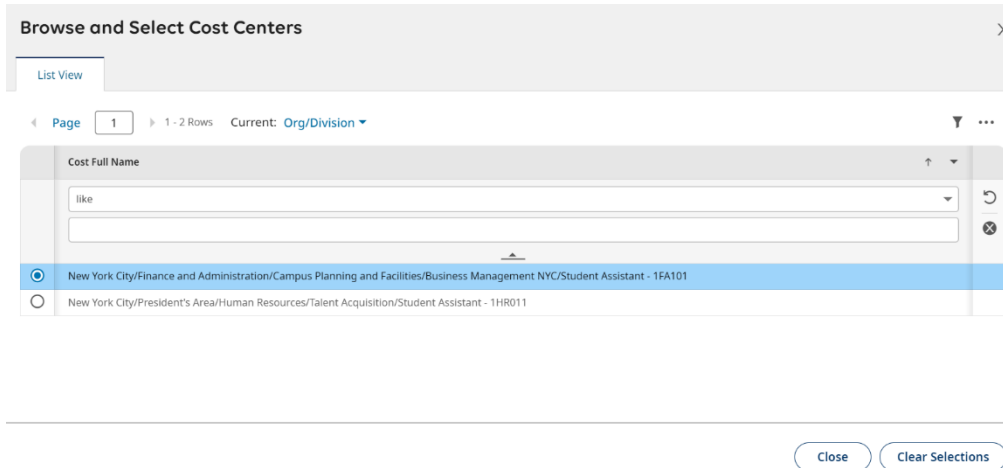 Browse and Select Cost Centers
List View
Page 1 1 - 2 Rows Current: Org/Division
Cost Full Name
like
New York City/Finance and Administration/Campus Planning and Facilities/Business Management NYC/Student Assistant - 1FA101
New York City/President's Area/Human Resources/Talent Acquisition/Student Assistant - 1HR011
Close Clear Selections